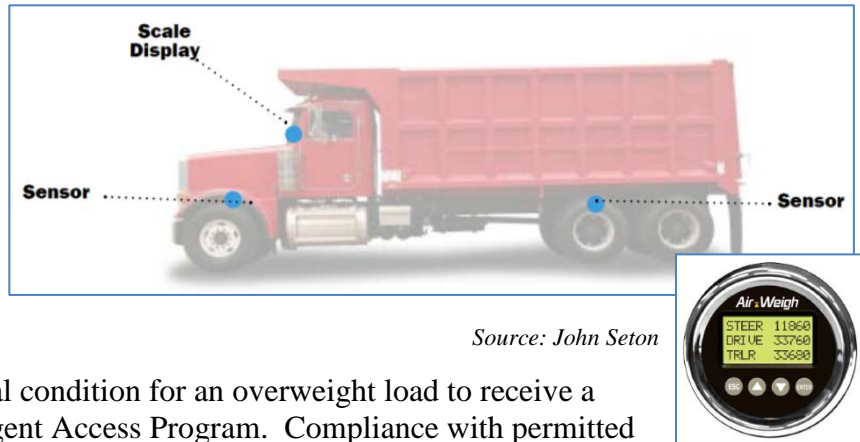 Scale
Display
Sensor
Sensor
Air-Weigh
STEER 11860
DRIVE 33760
TRLR 33680
ESC
ENTER
Source: John Seton
al condition for an overweight load to receive a
gent Access Program. Compliance with permitted